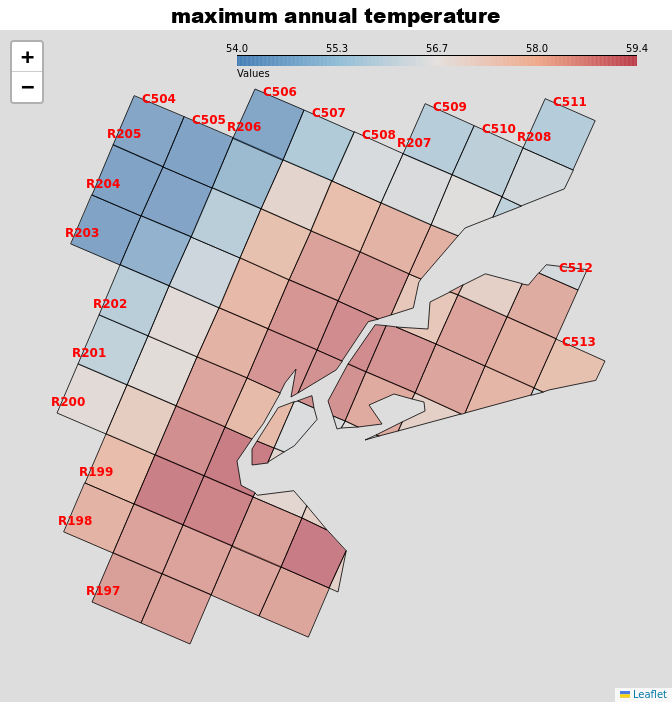 maximum annual temperature
+
−
54.0 55.3 56.7 58.0 59.4
Values
C504
C505
C506
C507
C508
C509
C510
C511
C512
C513
R208
R207
R206
R205
R204
R203
R202
R201
R200
R199
R198
R197
Leaflet